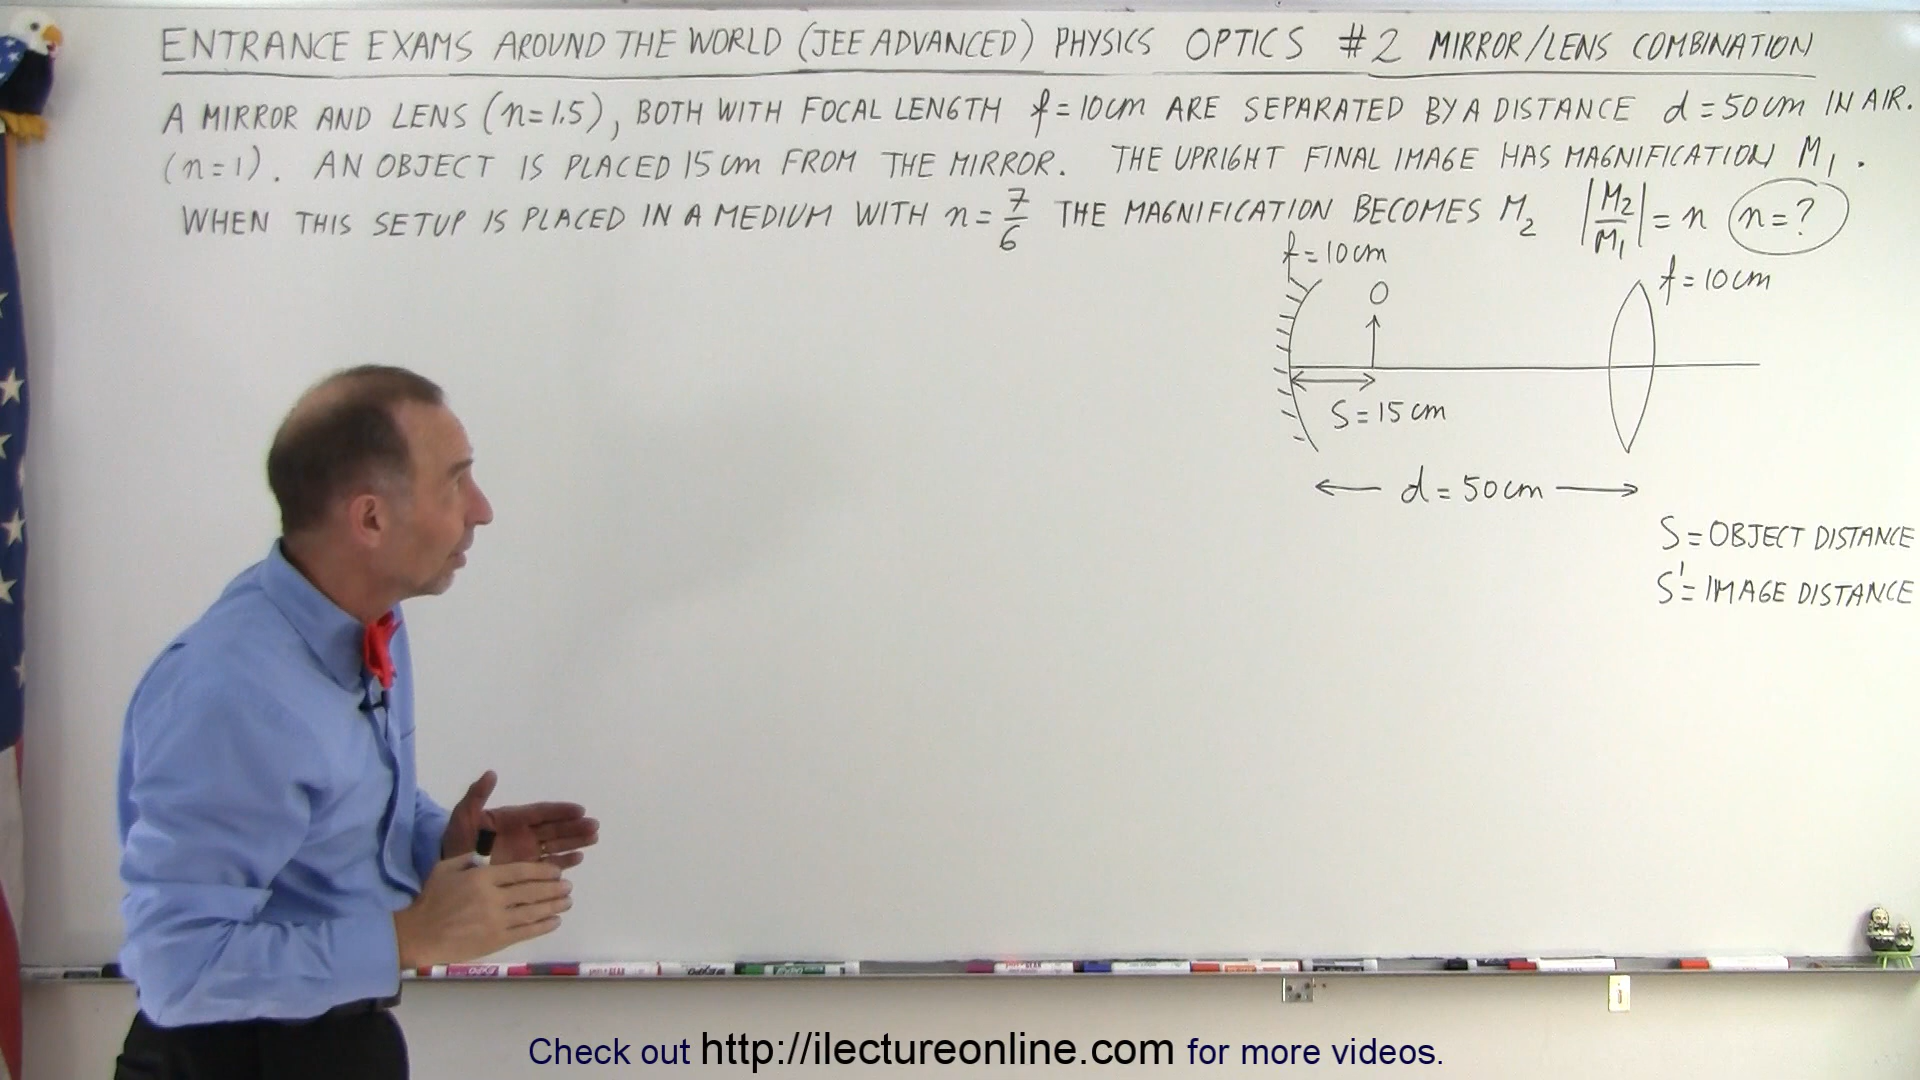 ENTRANCE EXAMS AROUND THE WORLD (JEE ADVANCED) PHYSICS OPTICS #2 MIRROR/LENS COMBINATION
A MIRROR AND LENS (n=1.5), BOTH WITH FOCAL LENGTH f=10cm ARE SEPARATED BY A DISTANCE d=50cm IN AIR.
(n=1). AN OBJECT IS PLACED 15cm FROM THE MIRROR. THE UPRIGHT FINAL IMAGE HAS MAGNIFICATION M₁.
WHEN THIS SETUP IS PLACED IN A MEDIUM WITH n=7/6 THE MAGNIFICATION BECOMES M₂ |M₂/M₁|=n n=?
f=10cm
f=10cm
O
S=15cm
d=50cm
S=OBJECT DISTANCE
S'=IMAGE DISTANCE
Check out http://ilectureonline.com for more videos.